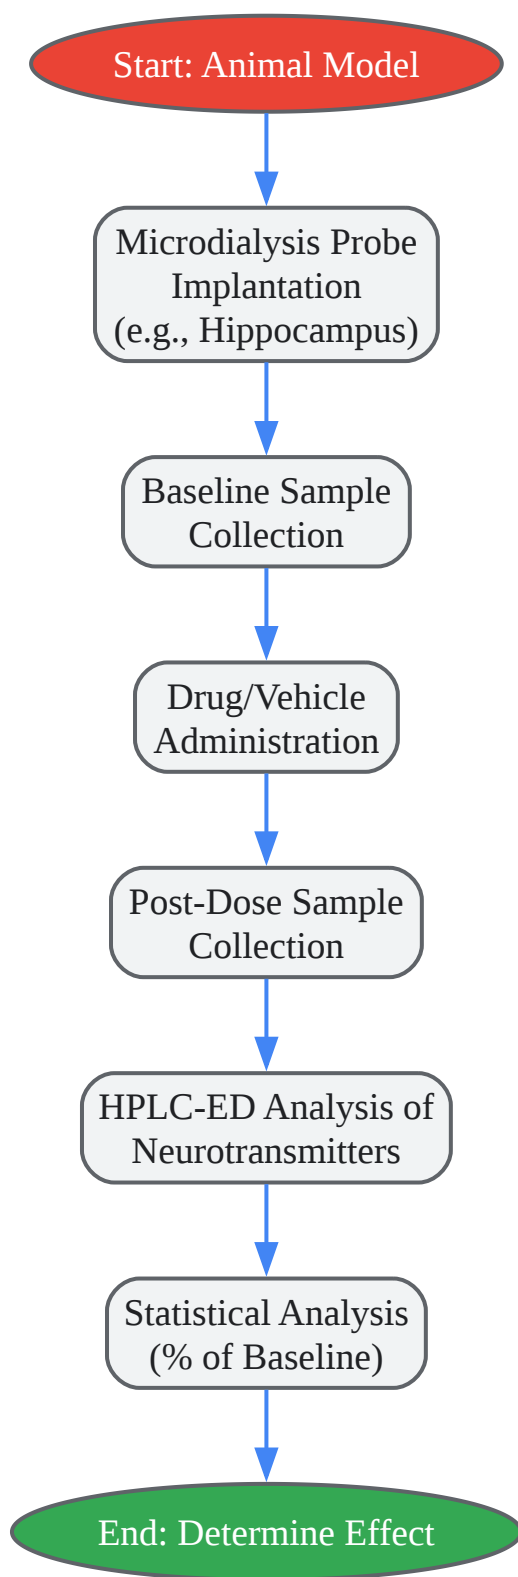 Start: Animal Model
Microdialysis Probe
Implantation
(e.g., Hippocampus)
Baseline Sample
Collection
Drug/Vehicle
Administration
Post-Dose Sample
Collection
HPLC-ED Analysis of
Neurotransmitters
Statistical Analysis
(% of Baseline)
End: Determine Effect